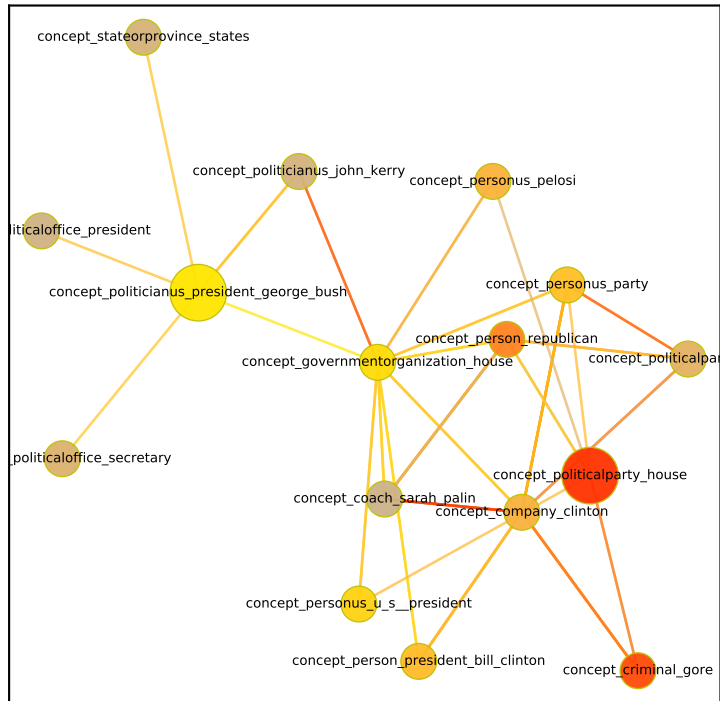 concept_stateorprovince_states
concept_politicianus_john_kerry
concept_personus_pelosi
liticaloffice_president
concept_personus_party
concept_politicianus_president_george_bush
concept_person_republican
concept_governmentorganization_house
concept_politicalpar
_politicaloffice_secretary
concept_politicalparty_house
concept_coach_sarah_palin
concept_company_clinton
concept_personus_u_s__president
concept_person_president_bill_clinton
concept_criminal_gore